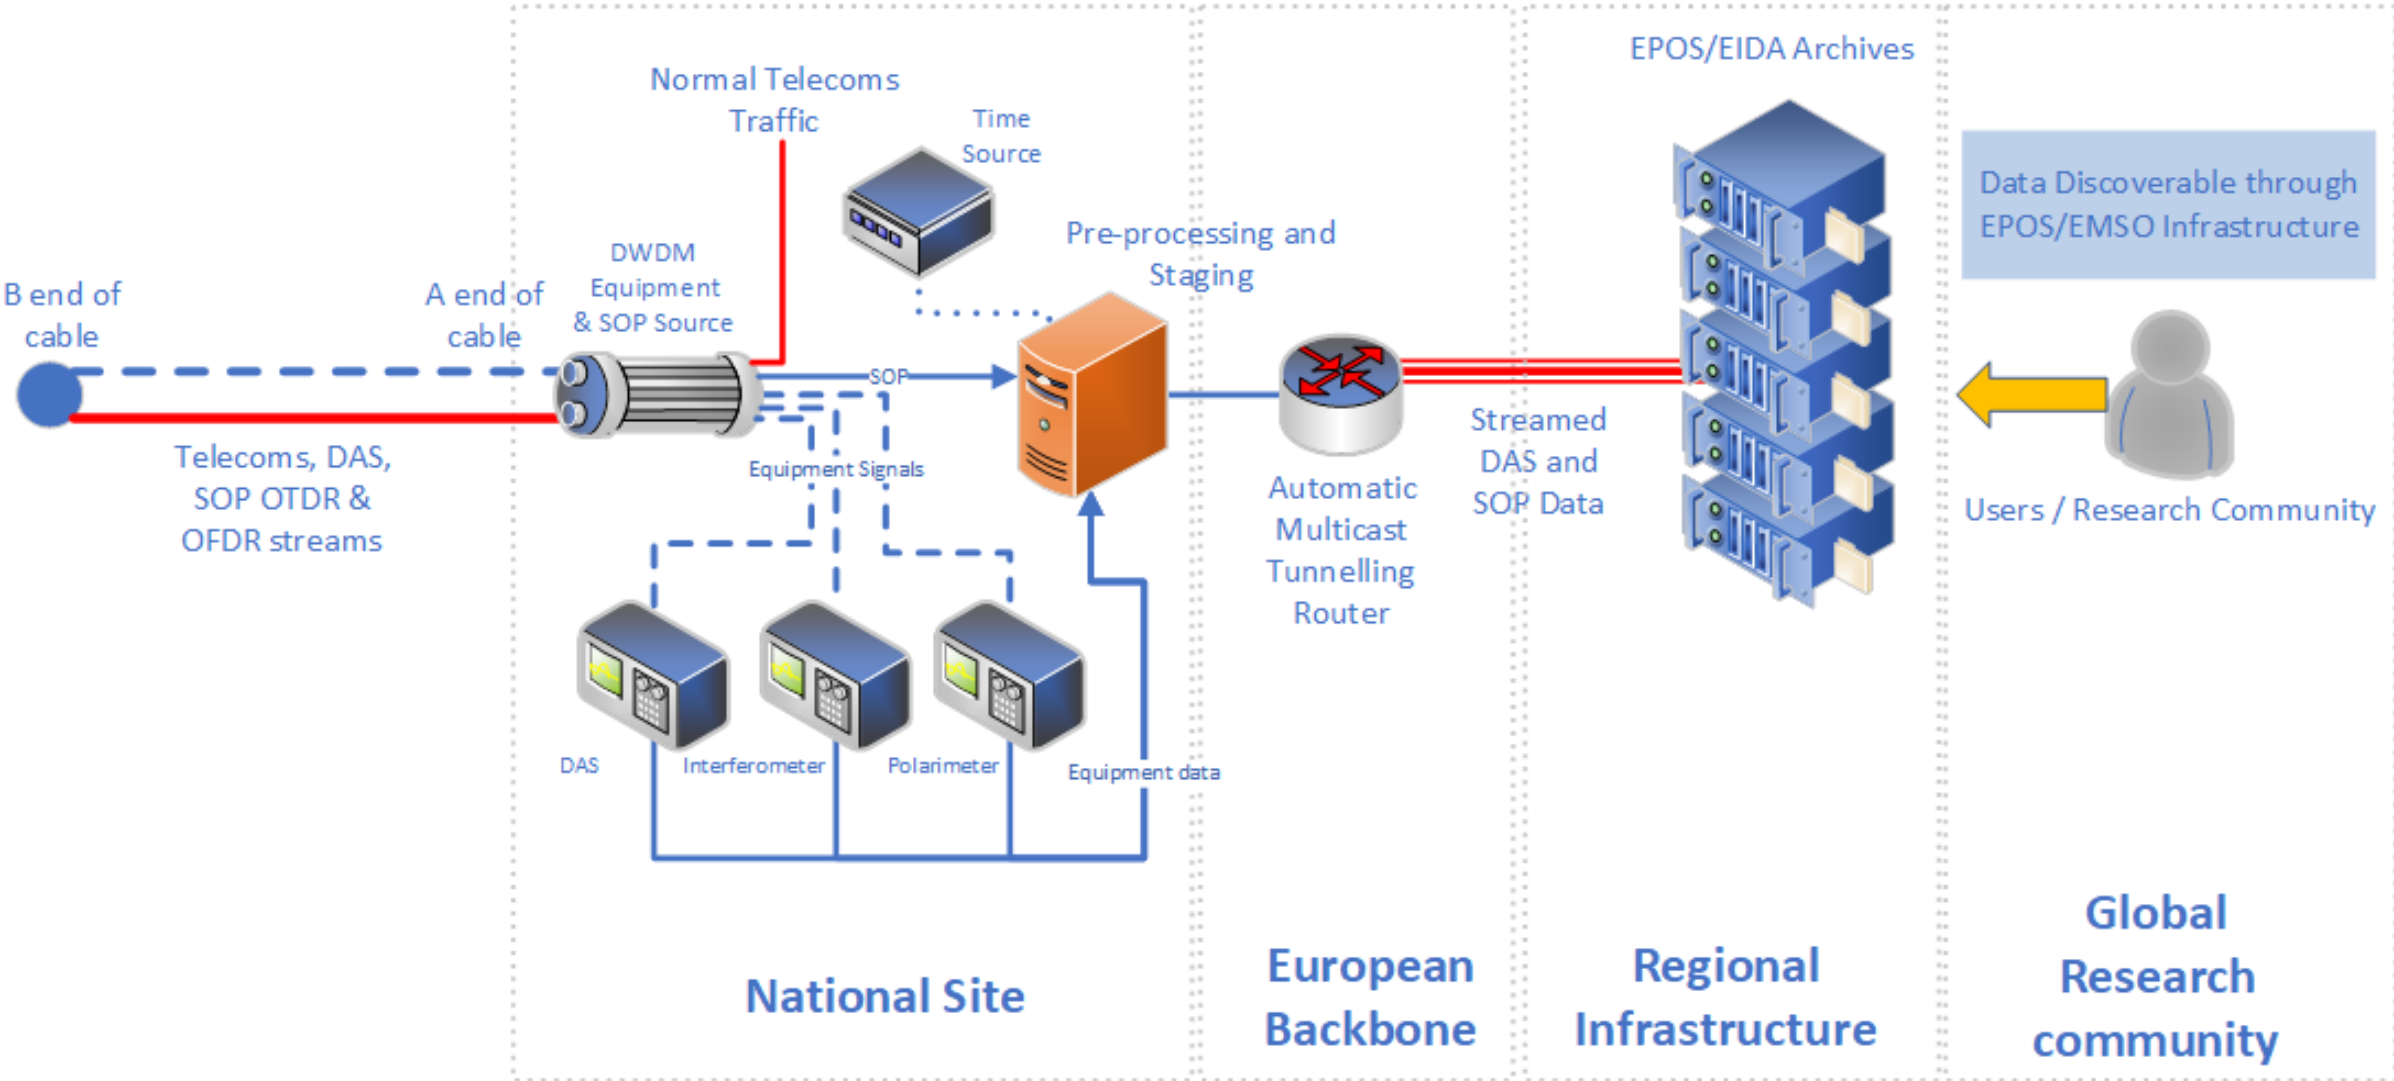 B end of
cable
A end of
cable
Telecoms, DAS,
SOP OTDR &
OFDR streams
Normal Telecoms
Traffic
Time
Source
DWDM
Equipment
& SOP Source
Pre-processing and
Staging
SOP
Equipment Signals
DAS
Interferometer
Polarimeter
Equipment data
National Site
Automatic
Multicast
Tunnelling
Router
European
Backbone
Streamed
DAS and
SOP Data
EPOS/EIDA Archives
Regional
Infrastructure
Data Discoverable through
EPOS/EMSO Infrastructure
Users / Research Community
Global
Research
community